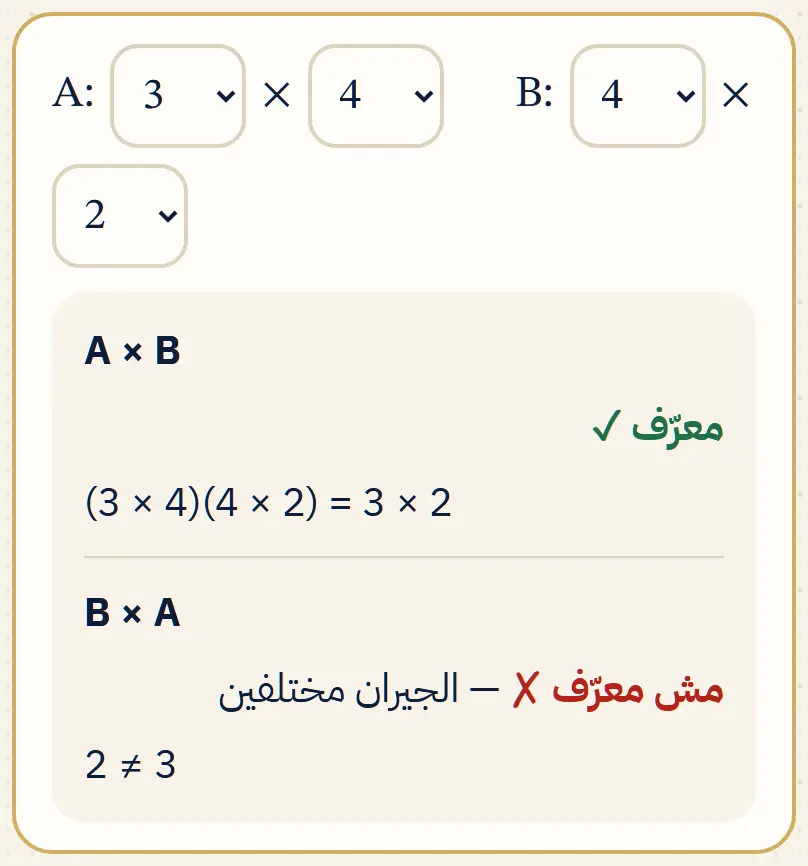 A: 3 × 4 B: 4 ×
2
A × B
معرّف ✓
(3 × 4)(4 × 2) = 3 × 2
B × A
مش معرّف ✗ — الجيران مختلفين
2 ≠ 3